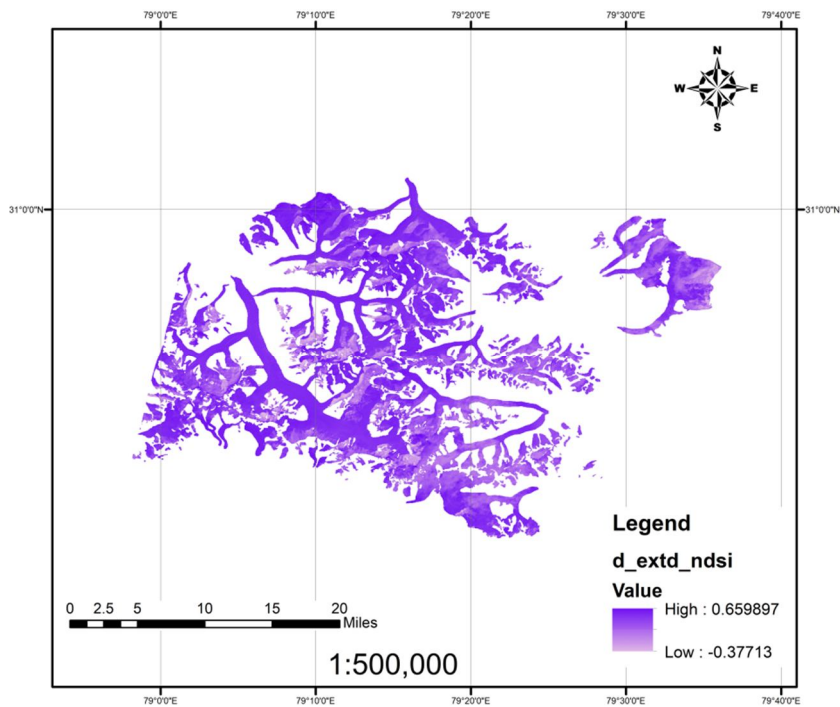 79°0'0"E 79°10'0"E 79°20'0"E 79°30'0"E 79°40'0"E
N
W E
S
31°0'0"N 31°0'0"N
Legend
d_extd_ndsi
Value
High : 0.659897
Low : -0.37713
0 2.5 5 10 15 20
Miles
1:500,000
79°0'0"E 79°10'0"E 79°20'0"E 79°30'0"E 79°40'0"E